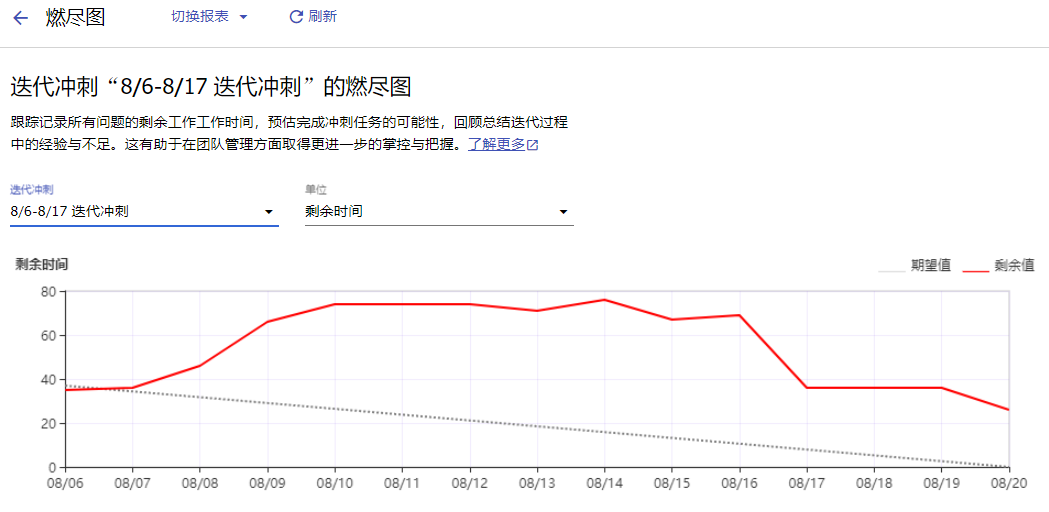 燃尽图 切换报表 刷新
迭代冲刺“8/6-8/17 迭代冲刺”的燃尽图
跟踪记录所有问题的剩余工作工作时间，预估完成冲刺任务的可能性，回顾总结迭代过程
中的经验与不足。这有助于在团队管理方面取得更进一步的掌控与把握。了解更多
迭代冲刺 单位
8/6-8/17 迭代冲刺 剩余时间
剩余时间 期望值 剩余值
80
60
40
20
0
08/06 08/07 08/08 08/09 08/10 08/11 08/12 08/13 08/14 08/15 08/16 08/17 08/18 08/19 08/20